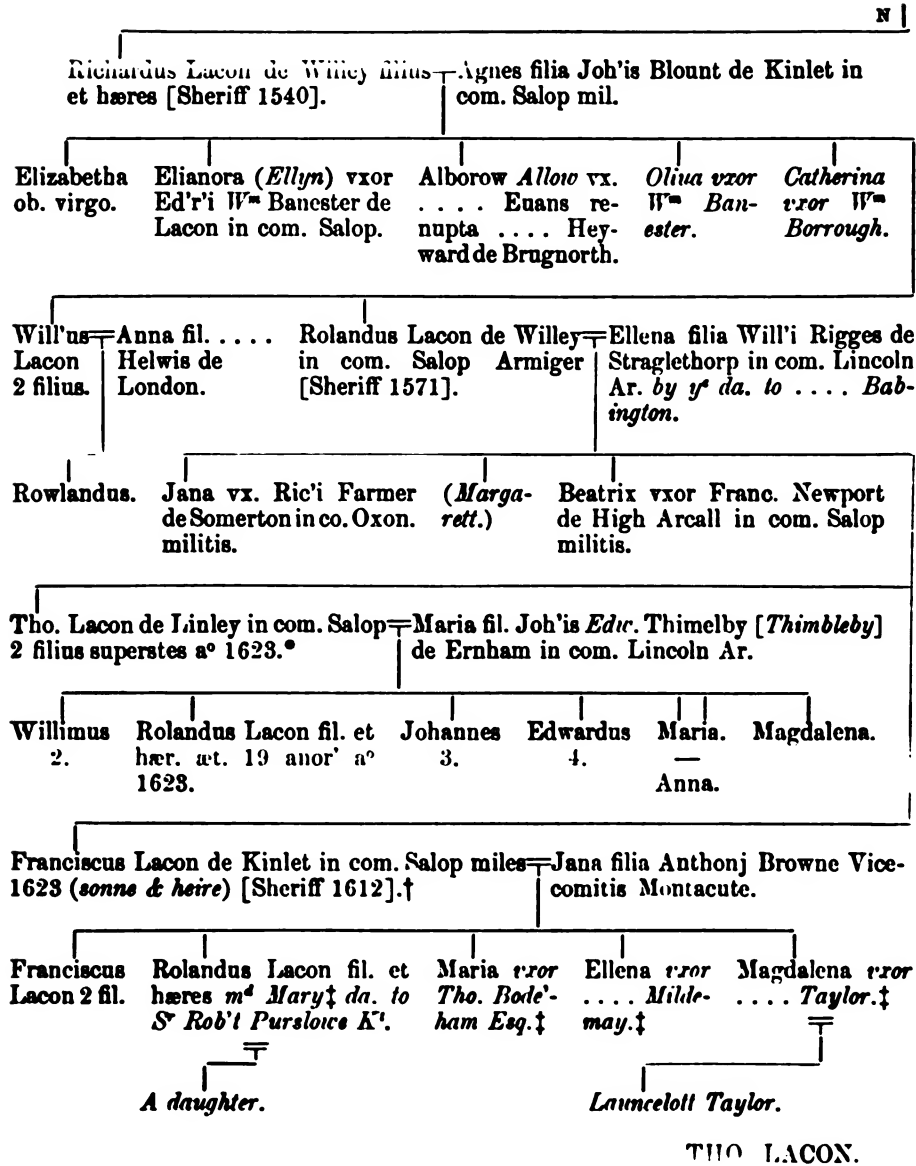 N
Richardus Lacon de Willey filius
et hæres [Sheriff 1540].
Agnes filia Joh'is Blount de Kinlet in
com. Salop mil.
Elizabetha
ob. virgo.
Elianora (Ellyn) vxor
Ed'r'i Wᵐ Banester de
Lacon in com. Salop.
Alborow Allow vx.
. . . . Euans re-
nupta . . . . Hey-
ward de Brugnorth.
Oliua vxor
Wᵐ Ban-
ester.
Catherina
vxor Wᵐ
Borrough.
Will'us
Lacon
2 filius.
Anna fil. . . . .
Helwis de
London.
Rolandus Lacon de Willey
in com. Salop Armiger
[Sheriff 1571].
Ellena filia Will'i Rigges de
Straglethorp in com. Lincoln
Ar. by yᵉ da. to . . . . Bab-
ington.
Rowlandus.
Jana vx. Ric'i Farmer
de Somerton in co. Oxon.
militis.
(Marga-
rett.)
Beatrix vxor Franc. Newport
de High Arcall in com. Salop
militis.
Tho. Lacon de Linley in com. Salop
2 filius superstes aᵒ 1623.*
Maria fil. Joh'is Edw. Thimelby [Thimbleby]
de Ernham in com. Lincoln Ar.
Willimus
2.
Rolandus Lacon fil. et
hær. æt. 19 anor' aᵒ
1623.
Johannes
3.
Edwardus
4.
Maria.
—
Anna.
Magdalena.
Franciscus Lacon de Kinlet in com. Salop miles
1623 (sonne & heire) [Sheriff 1612].†
Jana filia Anthonj Browne Vice-
comitis Montacute.
Franciscus
Lacon 2 fil.
Rolandus Lacon fil. et
hæres mᵈ Mary‡ da. to
Sʳ Rob't Purslowe Kᵗ.
Maria vxor
Tho. Bode'-
ham Esq.‡
Ellena vxor
. . . . Milde-
may.‡
Magdalena vxor
. . . . Taylor.‡
A daughter.
Launcelott Taylor.
THO LACON.